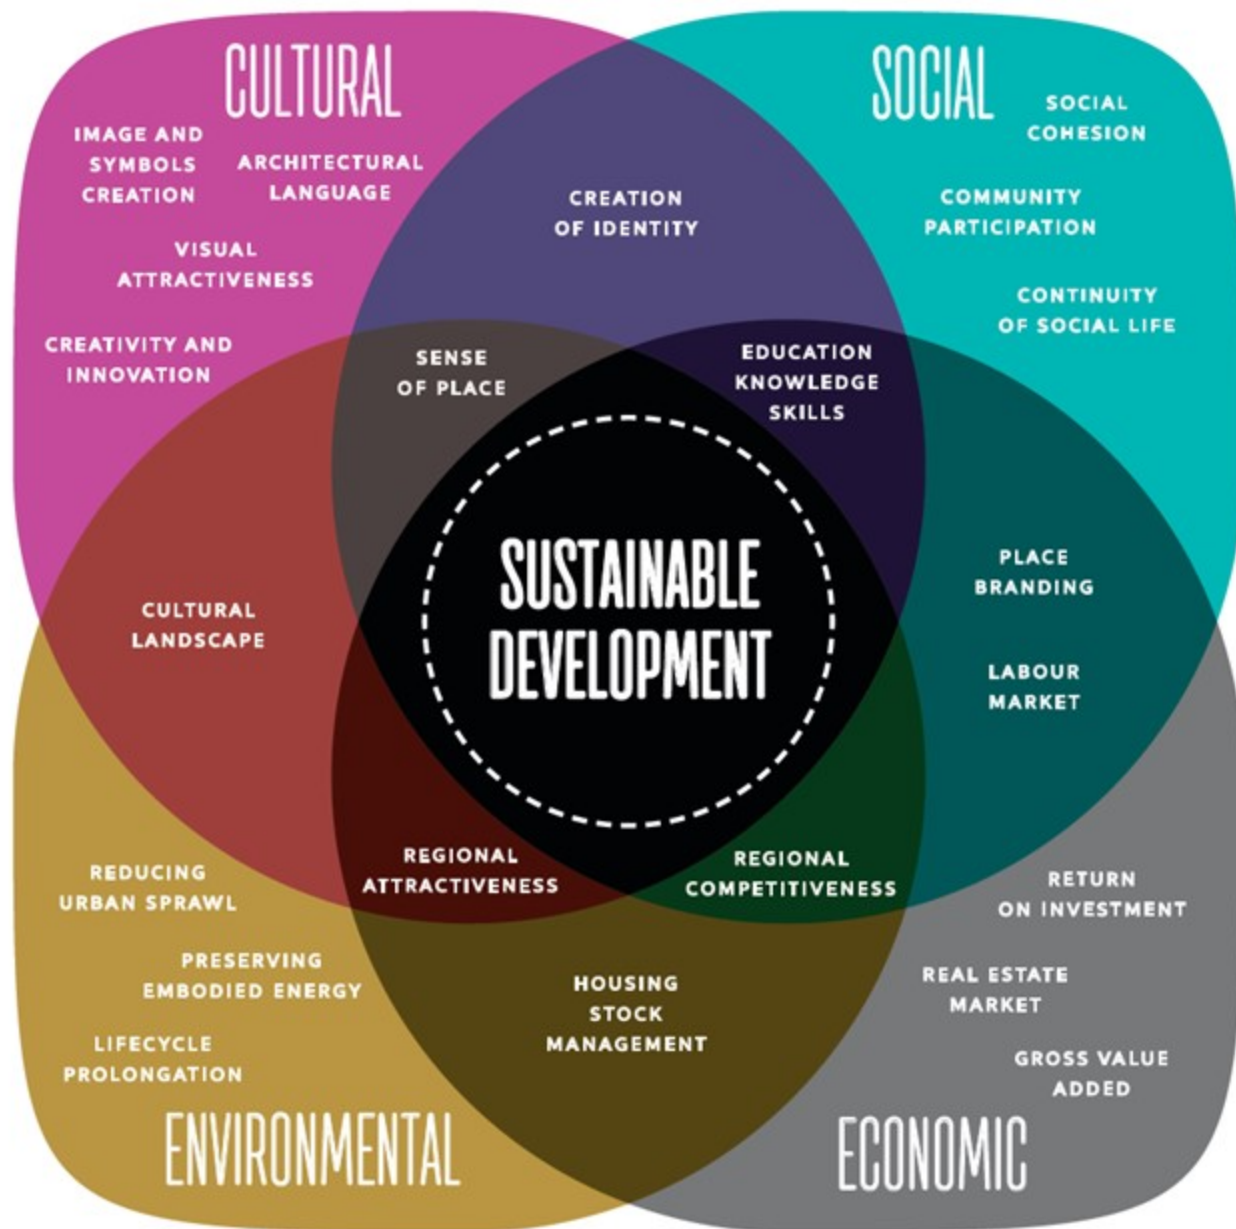 CULTURAL
IMAGE AND
SYMBOLS
CREATION
ARCHITECTURAL
LANGUAGE
VISUAL
ATTRACTIVENESS
CREATIVITY AND
INNOVATION
CREATION
OF IDENTITY
SOCIAL
SOCIAL
COHESION
COMMUNITY
PARTICIPATION
CONTINUITY
OF SOCIAL LIFE
SENSE
OF PLACE
EDUCATION
KNOWLEDGE
SKILLS
CULTURAL
LANDSCAPE
SUSTAINABLE
DEVELOPMENT
PLACE
BRANDING
LABOUR
MARKET
REGIONAL
ATTRACTIVENESS
REGIONAL
COMPETITIVENESS
REDUCING
URBAN SPRAWL
PRESERVING
EMBODIED ENERGY
LIFECYCLE
PROLONGATION
ENVIRONMENTAL
HOUSING
STOCK
MANAGEMENT
RETURN
ON INVESTMENT
REAL ESTATE
MARKET
GROSS VALUE
ADDED
ECONOMIC